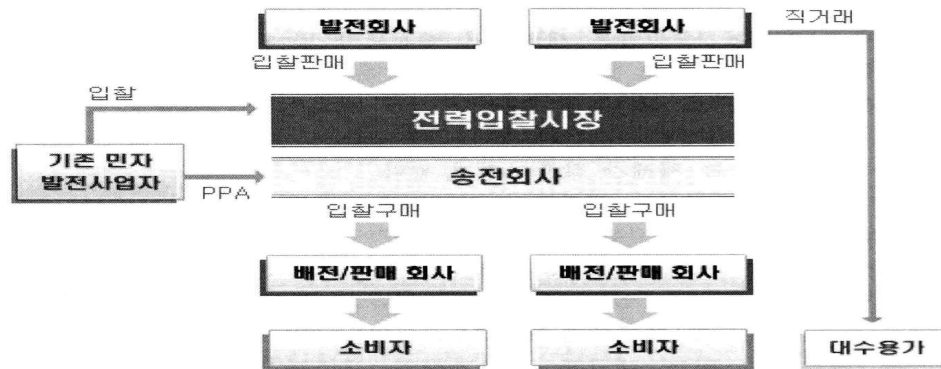 발전회사
발전회사
직거래
입찰판매
입찰판매
입찰
전력입찰시장
기존 민자
발전사업자
송전회사
PPA
입찰구매
입찰구매
배전/판매 회사
배전/판매 회사
소비자
소비자
대수용가